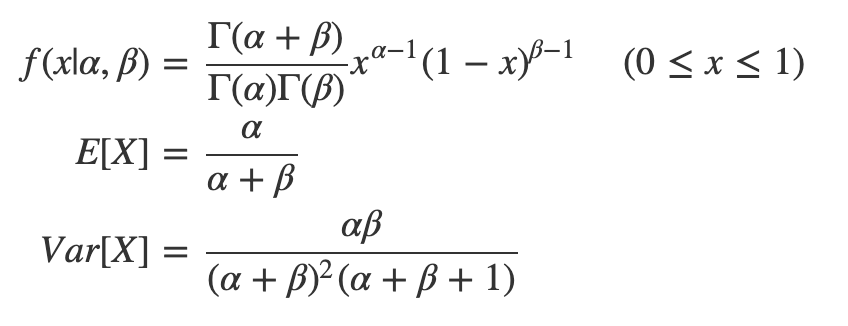 f(x|α, β) = Γ(α + β) / Γ(α)Γ(β) x^{α−1}(1 − x)^{β−1} (0 ≤ x ≤ 1)
E[X] = α / α + β
Var[X] = αβ / (α + β)²(α + β + 1)